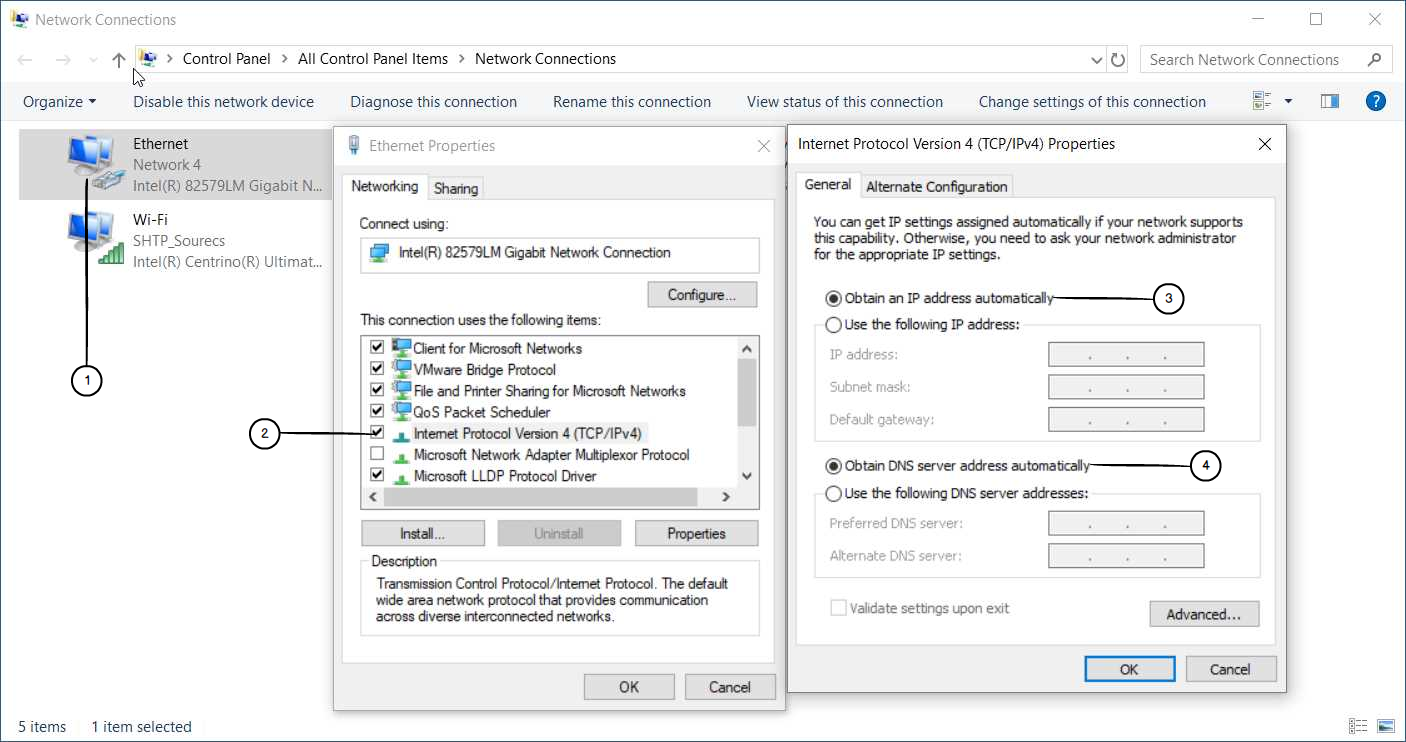 Network Connections
Control Panel > All Control Panel Items > Network Connections
Search Network Connections
Organize
Disable this network device
Diagnose this connection
Rename this connection
View status of this connection
Change settings of this connection
?
Ethernet
Network 4
Intel(R) 82579LM Gigabit N...
Wi-Fi
SHTP_Sourecs
Intel(R) Centrino(R) Ultimat...
1
Ethernet Properties
Networking
Sharing
Connect using:
Intel(R) 82579LM Gigabit Network Connection
Configure...
This connection uses the following items:
Client for Microsoft Networks
VMware Bridge Protocol
File and Printer Sharing for Microsoft Networks
QoS Packet Scheduler
2
Internet Protocol Version 4 (TCP/IPv4)
Microsoft Network Adapter Multiplexor Protocol
Microsoft LLDP Protocol Driver
Install...
Uninstall
Properties
Description
Transmission Control Protocol/Internet Protocol. The default
wide area network protocol that provides communication
across diverse interconnected networks.
OK
Cancel
Internet Protocol Version 4 (TCP/IPv4) Properties
General
Alternate Configuration
You can get IP settings assigned automatically if your network supports
this capability. Otherwise, you need to ask your network administrator
for the appropriate IP settings.
Obtain an IP address automatically
3
Use the following IP address:
IP address:
. . .
Subnet mask:
. . .
Default gateway:
. . .
Obtain DNS server address automatically
4
Use the following DNS server addresses:
Preferred DNS server:
. . .
Alternate DNS server:
. . .
Validate settings upon exit
Advanced...
OK
Cancel
5 items
1 item selected